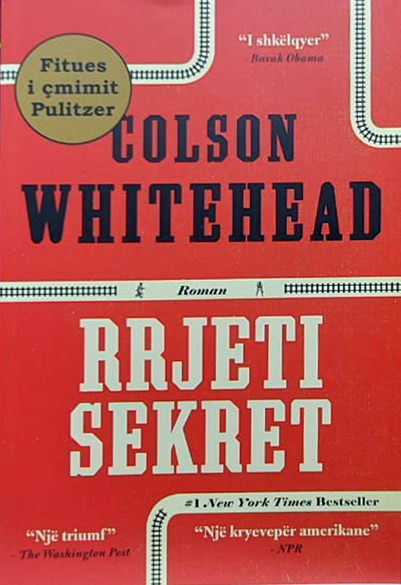 “I shkëlqyer”
- Barak Obama
Fitues
i çmimit
Pulitzer
COLSON
WHITEHEAD
Roman
RRJETI
SEKRET
#1 New York Times Bestseller
“Një triumf”
- The Washington Post
“Një kryevepër amerikane”
- NPR